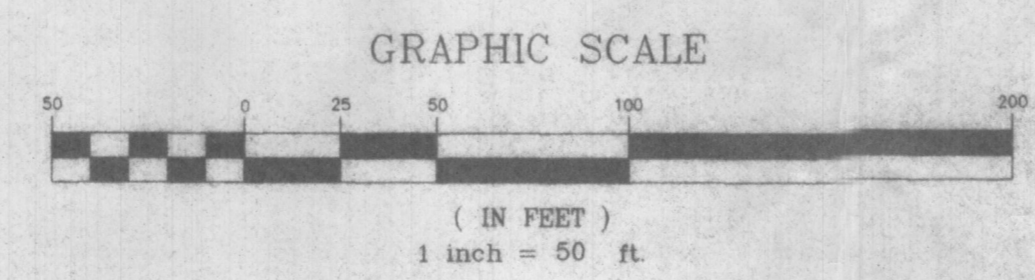 GRAPHIC SCALE
50 0 25 50 100 200
( IN FEET )
1 inch = 50 ft.